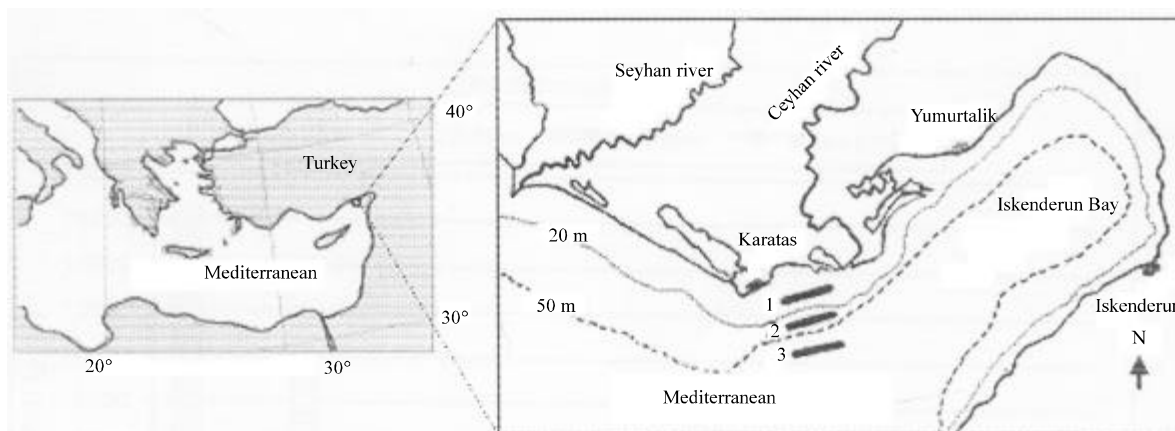 40°
Turkey
Mediterranean
30°
20°
30°
Seyhan river
Ceyhan river
Yumurtalik
Iskenderun Bay
Karatas
20 m
50 m
1
2
3
Iskenderun
N
Mediterranean